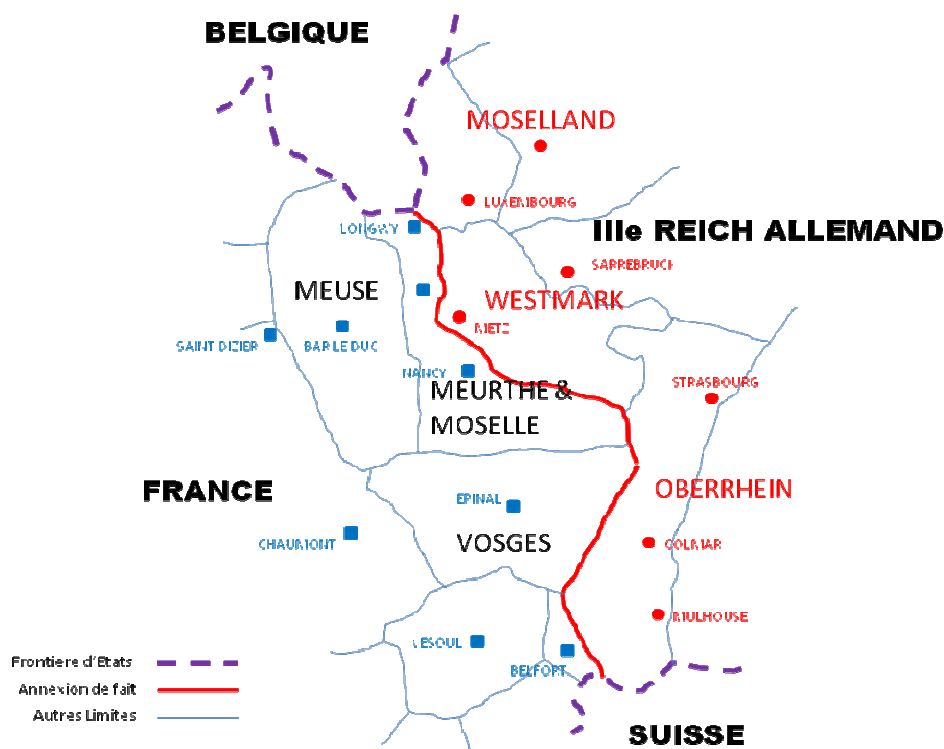 BELGIQUE
MOSELLAND
LUXEMBOURG
LONGWY
IIIe REICH ALLEMAND
SARREBRUCK
MEUSE
WESTMARK
METZ
SAINT DIZIER
BAR LE DUC
NANCY
STRASBOURG
MEURTHE &
MOSELLE
FRANCE
OBERRHEIN
EPINAL
CHAUMONT
VOSGES
COLMAR
MULHOUSE
VESOUL
BELFORT
Frontiere d'Etats
Annexion de fait
Autres Limites
SUISSE